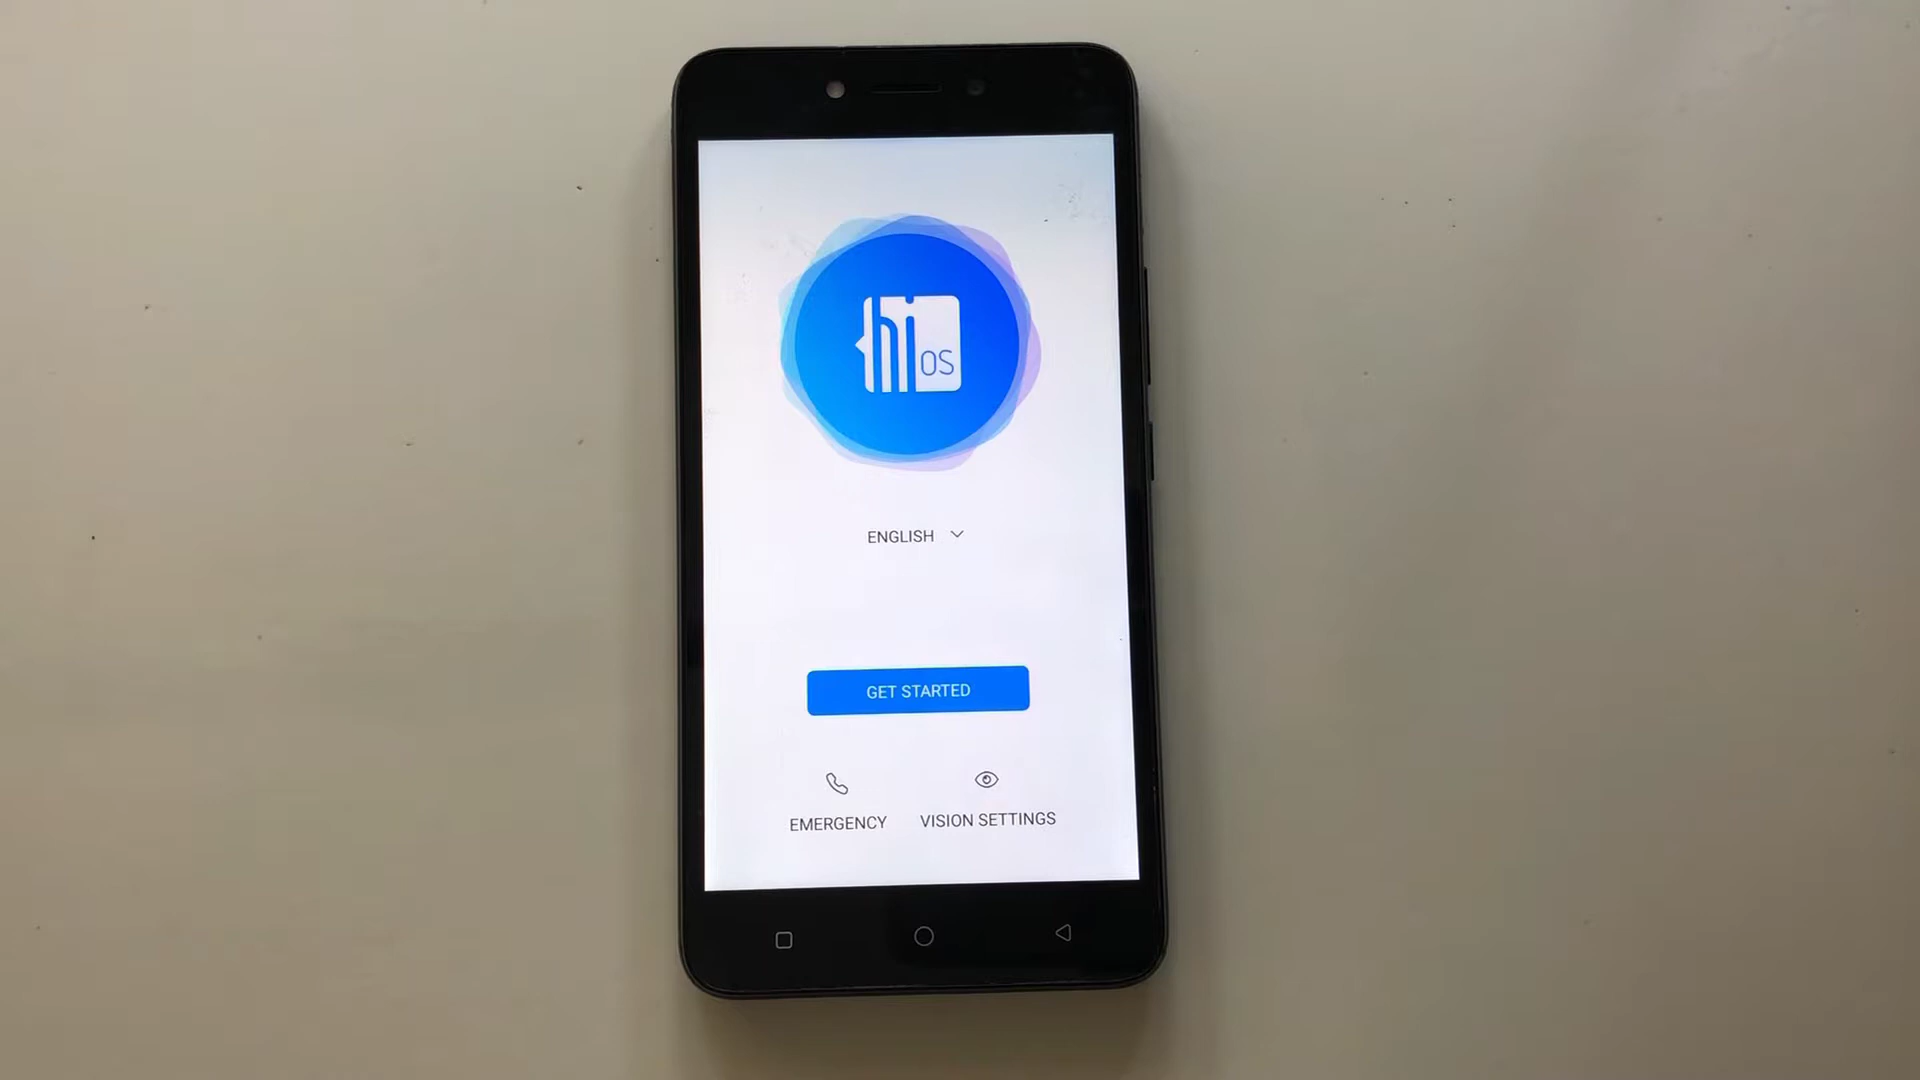 hi
OS
ENGLISH
GET STARTED
EMERGENCY VISION SETTINGS